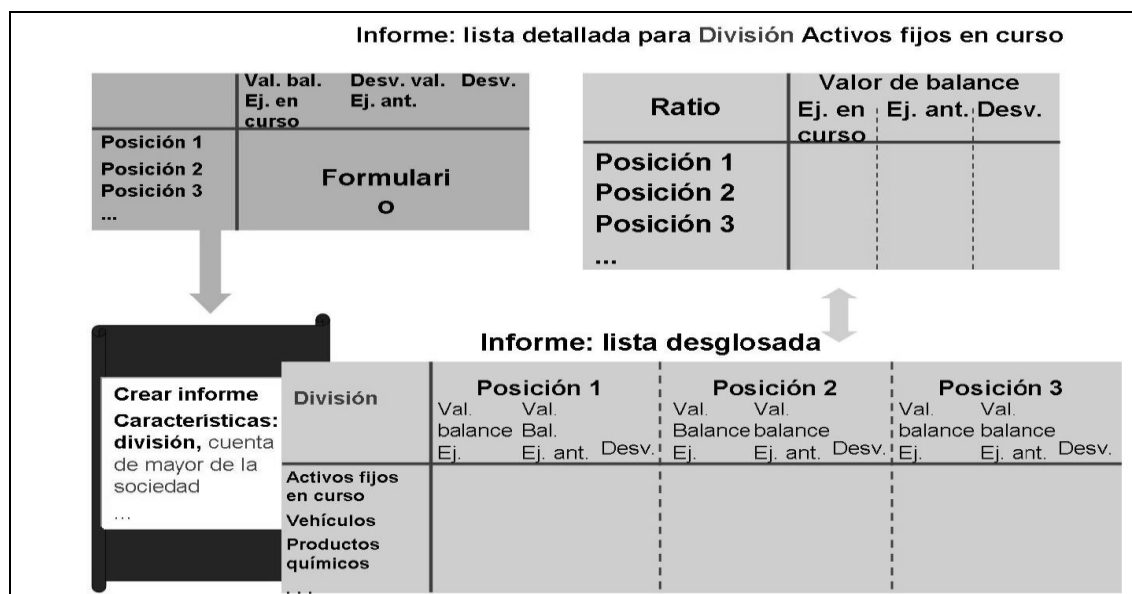 Informe: lista detallada para División Activos fijos en curso
Val. bal. Desv. val. Desv.
Ej. en Ej. ant.
curso
Posición 1
Posición 2
Posición 3
...
Formulari
o
Ratio
Valor de balance
Ej. en Ej. ant. Desv.
curso
Posición 1
Posición 2
Posición 3
...
Crear informe
Características:
división, cuenta
de mayor de la
sociedad
...
Informe: lista desglosada
División
Posición 1 Posición 2 Posición 3
Val. Val. Val. Val. Val. Val.
balance Bal. Balance balance balance balance
Ej. Ej. ant. Desv. Ej. Ej. ant. Desv. Ej. Ej. ant. Desv.
Activos fijos
en curso
Vehículos
Productos
químicos
...